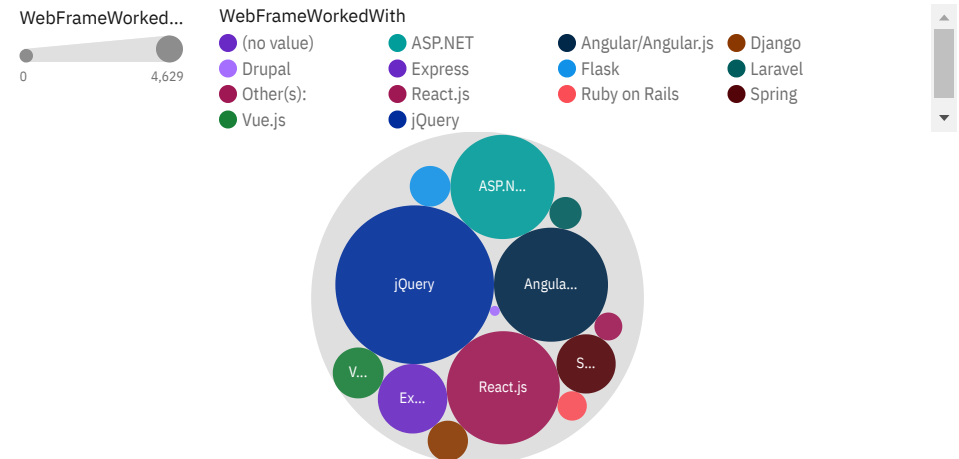 WebFrameWorked...
0 4,629
WebFrameWorkedWith
(no value) ASP.NET Angular/Angular.js Django
Drupal Express Flask Laravel
Other(s): React.js Ruby on Rails Spring
Vue.js jQuery
ASP.N...
jQuery
Angula...
S...
V...
React.js
Ex...